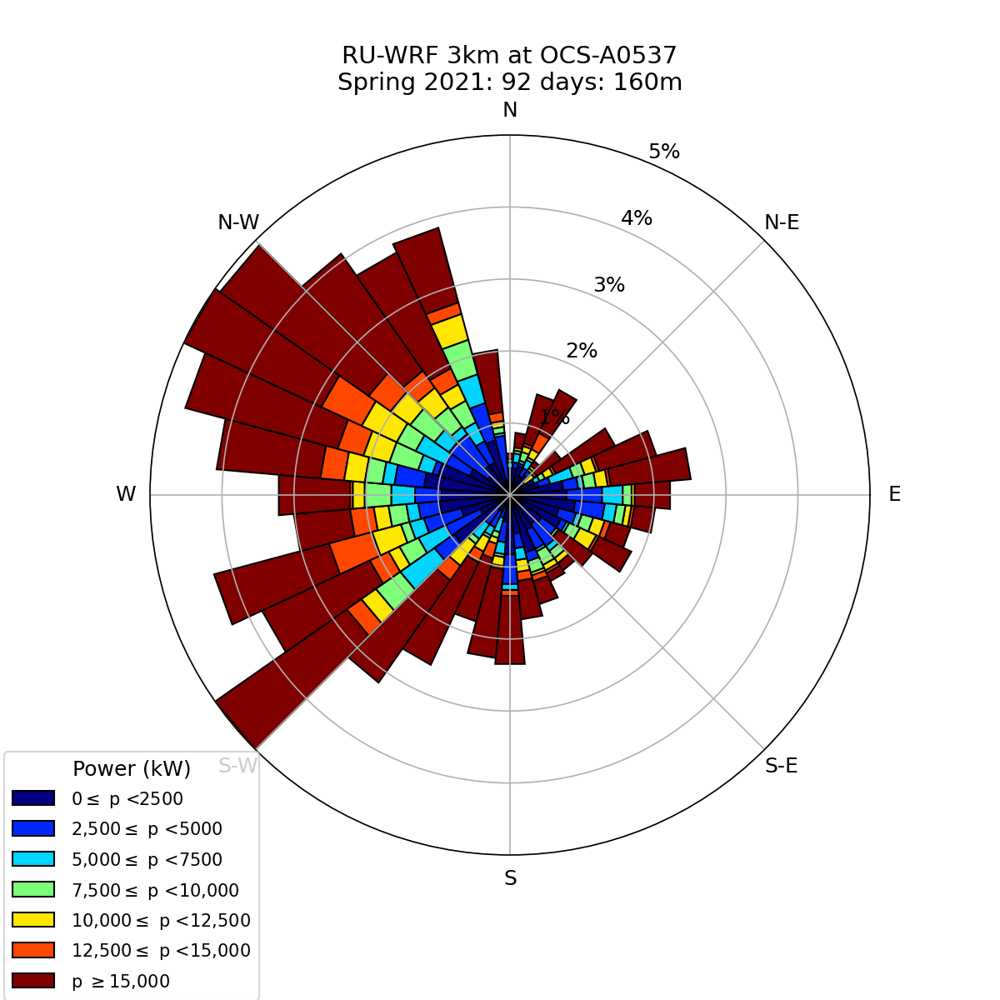 RU-WRF 3km at OCS-A0537
Spring 2021: 92 days: 160m
N
5%
N-W
4%
N-E
3%
2%
1%
W
E
S-W
S-E
S
Power (kW)
0≤ p <2500
2,500≤ p <5000
5,000≤ p <7500
7,500≤ p <10,000
10,000≤ p <12,500
12,500≤ p <15,000
p ≥15,000